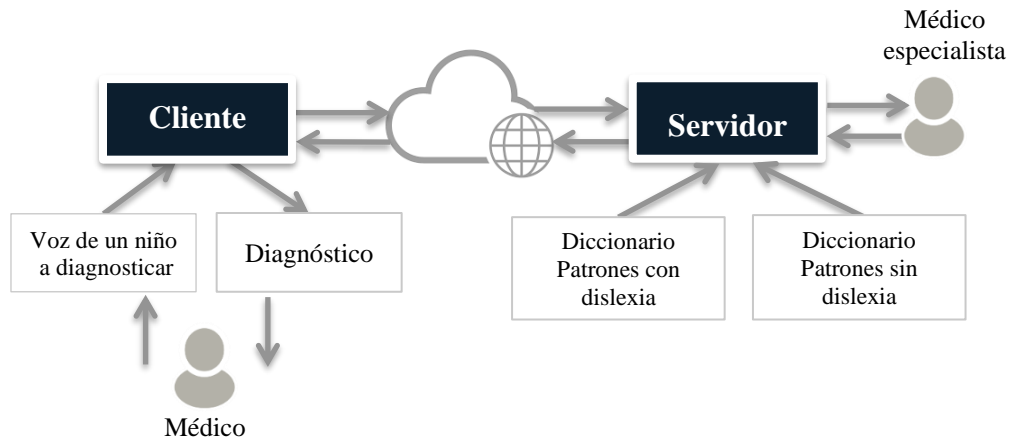 Médico
especialista
Cliente
Servidor
Voz de un niño
a diagnosticar
Diagnóstico
Diccionario
Patrones con
dislexia
Diccionario
Patrones sin
dislexia
Médico